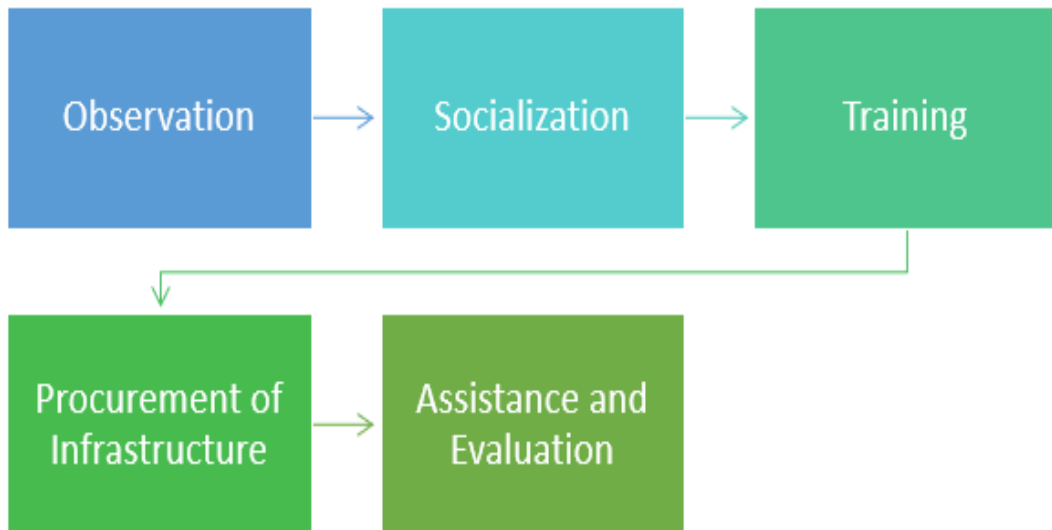 Observation
Socialization
Training
Procurement of
Infrastructure
Assistance and
Evaluation